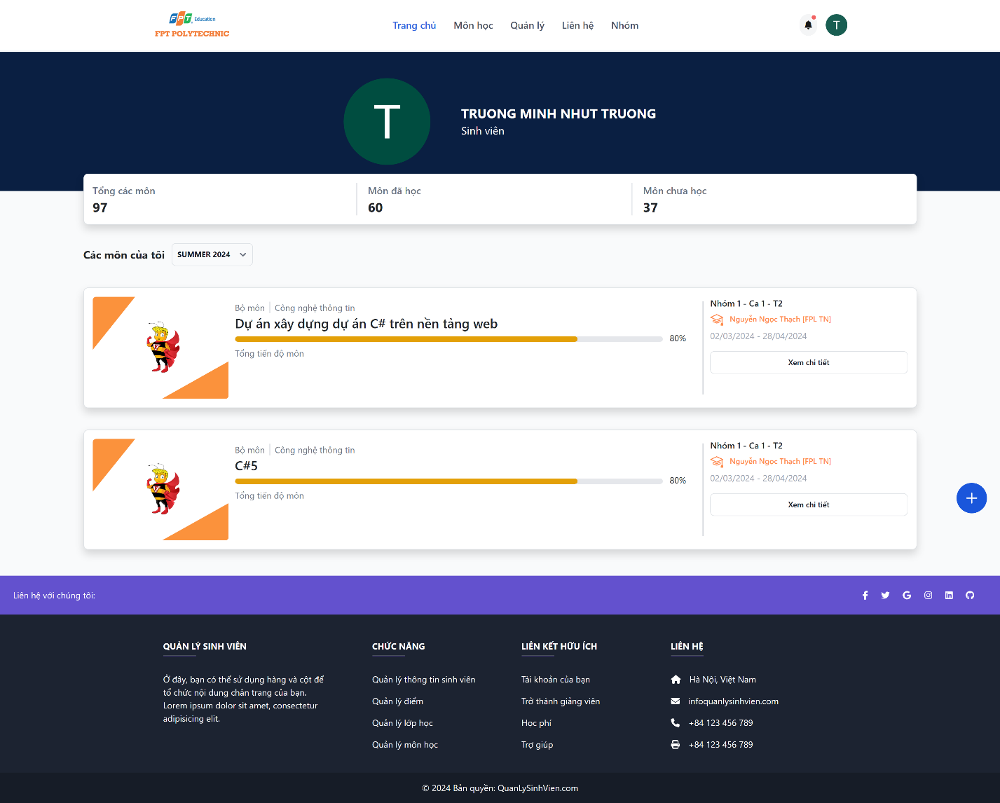 FPT Education
FPT POLYTECHNIC
Trang chủ
Môn học
Quản lý
Liên hệ
Nhóm
T
T
TRUONG MINH NHUT TRUONG
Sinh viên
Tổng các môn
97
Môn đã học
60
Môn chưa học
37
Các môn của tôi
SUMMER 2024
Bộ môn
Công nghệ thông tin
Dự án xây dựng dự án C# trên nền tảng web
80%
Tổng tiến độ môn
Nhóm 1 - Ca 1 - T2
Nguyễn Ngọc Thạch [FPL TN]
02/03/2024 - 28/04/2024
Xem chi tiết
Bộ môn
Công nghệ thông tin
C#5
80%
Tổng tiến độ môn
Nhóm 1 - Ca 1 - T2
Nguyễn Ngọc Thạch [FPL TN]
02/03/2024 - 28/04/2024
Xem chi tiết
Liên hệ với chúng tôi:
QUẢN LÝ SINH VIÊN
Ở đây, bạn có thể sử dụng hàng và cột để
tổ chức nội dung chân trang của bạn.
Lorem ipsum dolor sit amet, consectetur
adipisicing elit.
CHỨC NĂNG
Quản lý thông tin sinh viên
Quản lý điểm
Quản lý lớp học
Quản lý môn học
LIÊN KẾT HỮU ÍCH
Tài khoản của bạn
Trở thành giảng viên
Học phí
Trợ giúp
LIÊN HỆ
Hà Nội, Việt Nam
infoquanlysinhvien.com
+84 123 456 789
+84 123 456 789
© 2024 Bản quyền: QuanLySinhVien.com